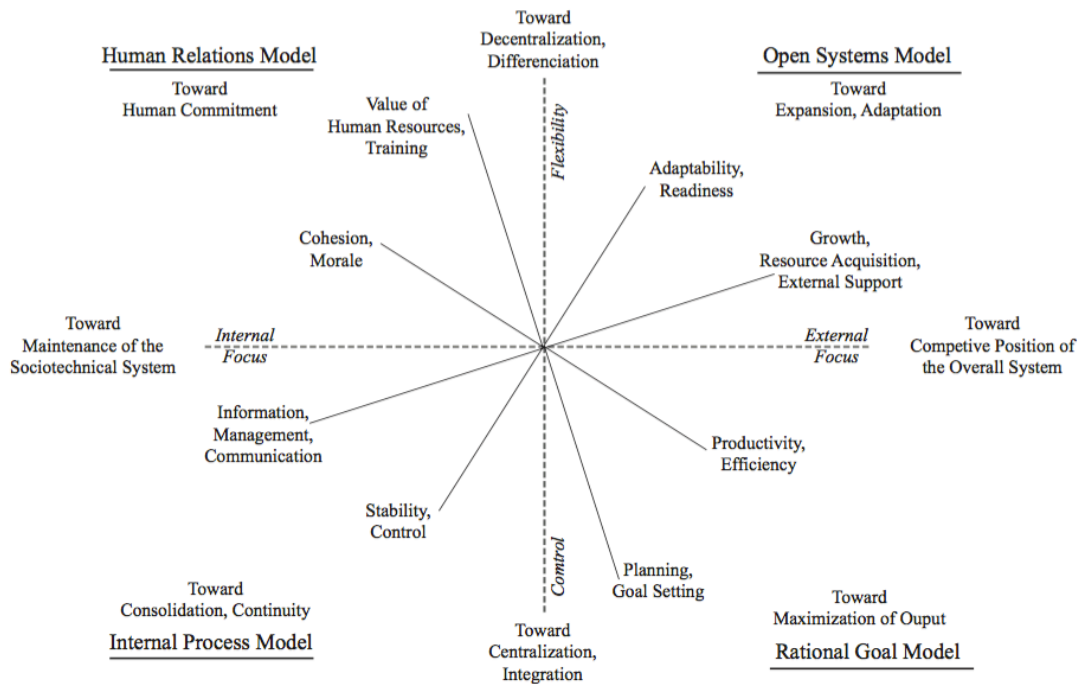 Toward
Decentralization,
Differenciation
Human Relations Model
Toward
Human Commitment
Open Systems Model
Toward
Expansion, Adaptation
Value of
Human Resources,
Training
Flexibility
Adaptability,
Readiness
Cohesion,
Morale
Growth,
Resource Acquisition,
External Support
Toward
Maintenance of the
Sociotechnical System
Internal
Focus
External
Focus
Toward
Competive Position of
the Overall System
Information,
Management,
Communication
Productivity,
Efficiency
Stability,
Control
Comtrol
Planning,
Goal Setting
Toward
Consolidation, Continuity
Internal Process Model
Toward
Centralization,
Integration
Toward
Maximization of Ouput
Rational Goal Model